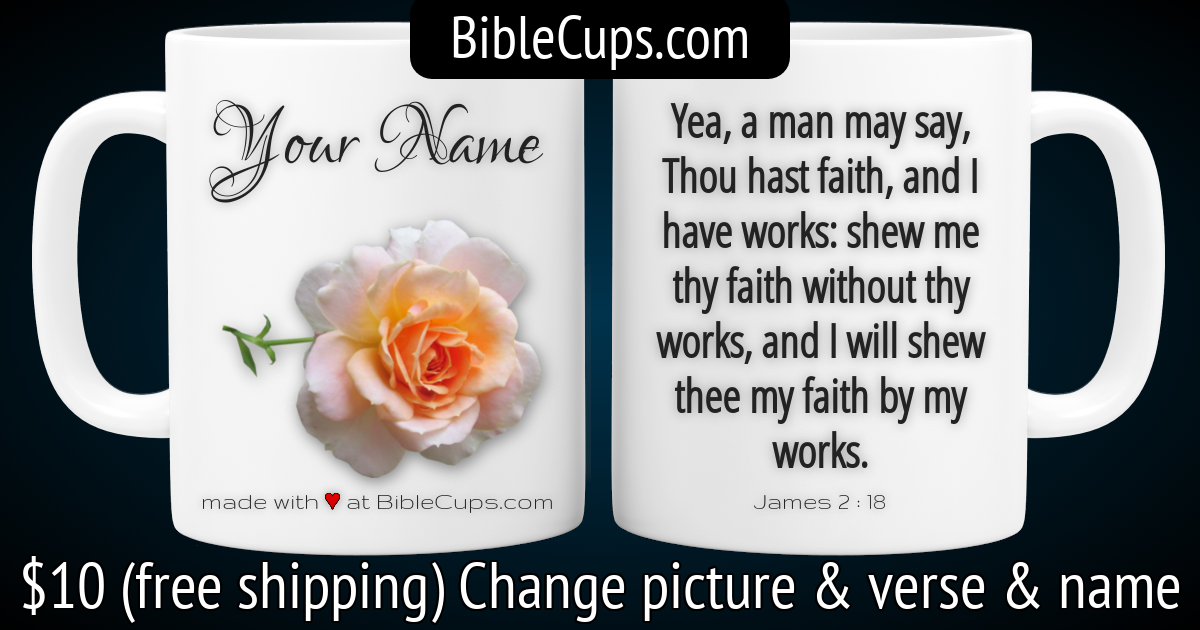 BibleCups.com
Your Name
made with ♥ at BibleCups.com
Yea, a man may say,
Thou hast faith, and I
have works: shew me
thy faith without thy
works, and I will shew
thee my faith by my
works.
James 2 : 18
$10 (free shipping) Change picture & verse & name